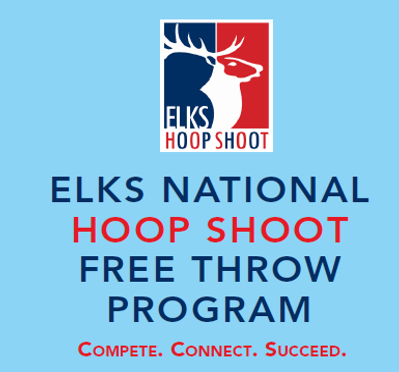 ELKS
HOOP SHOOT
ELKS NATIONAL
HOOP SHOOT
FREE THROW
PROGRAM
COMPETE. CONNECT. SUCCEED.